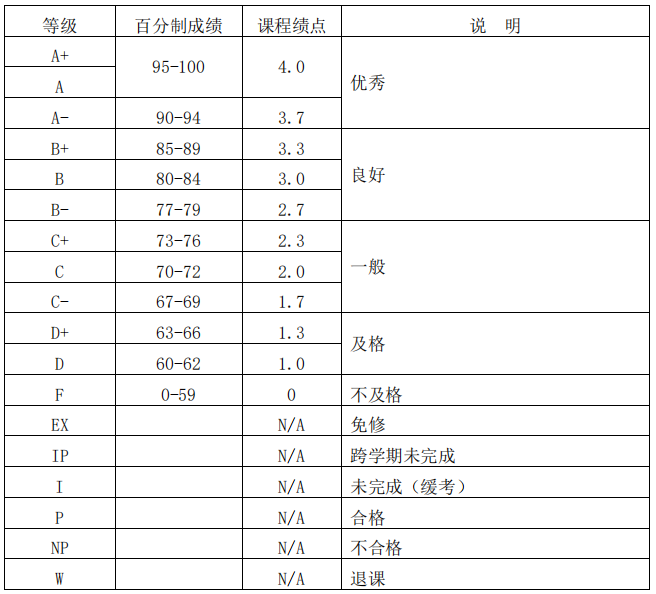 等级 百分制成绩 课程绩点 说 明
A+ 95-100 4.0 优秀
A
A- 90-94 3.7
B+ 85-89 3.3 良好
B 80-84 3.0
B- 77-79 2.7
C+ 73-76 2.3 一般
C 70-72 2.0
C- 67-69 1.7
D+ 63-66 1.3 及格
D 60-62 1.0
F 0-59 0 不及格
EX N/A 免修
IP N/A 跨学期未完成
I N/A 未完成（缓考）
P N/A 合格
NP N/A 不合格
W N/A 退课